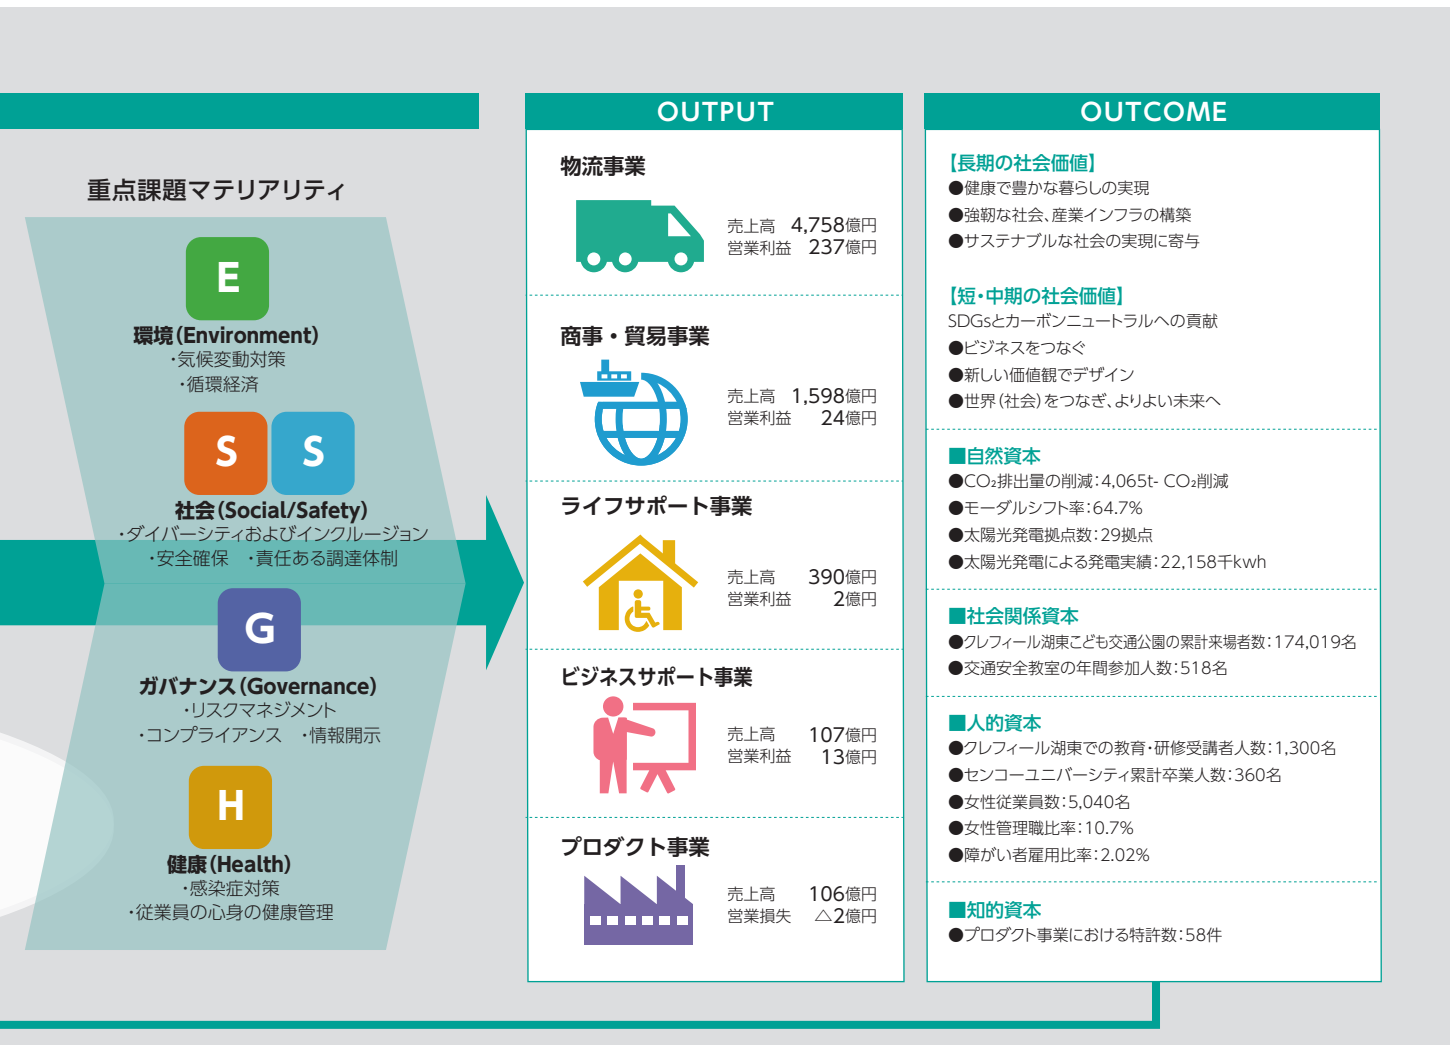 重点課題マテリアリティ
E
環境（Environment）
・気候変動対策
・循環経済
S S
社会（Social/Safety）
・ダイバーシティおよびインクルージョン
・安全確保 ・責任ある調達体制
G
ガバナンス（Governance）
・リスクマネジメント
・コンプライアンス ・情報開示
H
健康（Health）
・感染症対策
・従業員の心身の健康管理
OUTPUT
物流事業
売上高 4,758億円
営業利益 237億円
商事・貿易事業
売上高 1,598億円
営業利益 24億円
ライフサポート事業
売上高 390億円
営業利益 2億円
ビジネスサポート事業
売上高 107億円
営業利益 13億円
プロダクト事業
売上高 106億円
営業損失 △2億円
OUTCOME
【長期の社会価値】
●健康で豊かな暮らしの実現
●強靭な社会、産業インフラの構築
●サステナブルな社会の実現に寄与
【短・中期の社会価値】
SDGsとカーボンニュートラルへの貢献
●ビジネスをつなぐ
●新しい価値観でデザイン
●世界（社会）をつなぎ、よりよい未来へ
■自然資本
●CO₂排出量の削減：4,065t- CO₂削減
●モーダルシフト率：64.7%
●太陽光発電拠点数：29拠点
●太陽光発電による発電実績：22,158千kwh
■社会関係資本
●クレフィール湖東こども交通公園の累計来場者数：174,019名
●交通安全教室の年間参加人数：518名
■人的資本
●クレフィール湖東での教育・研修受講者人数：1,300名
●センコーユニバーシティ累計卒業人数：360名
●女性従業員数：5,040名
●女性管理職比率：10.7%
●障がい者雇用比率：2.02%
■知的資本
●プロダクト事業における特許数：58件